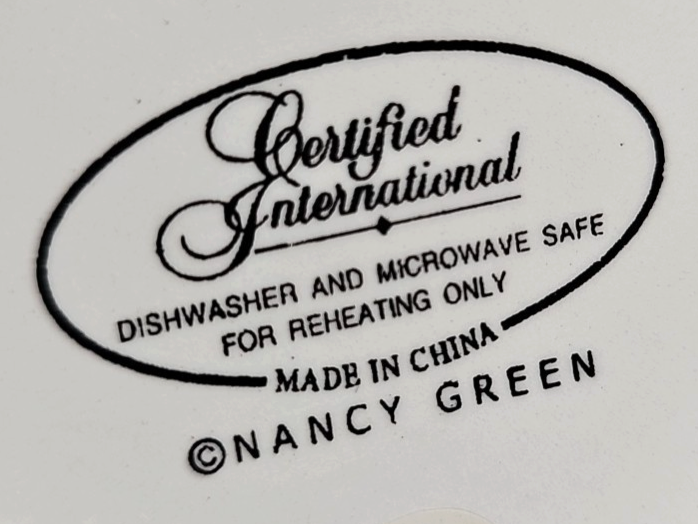 Certified
International
DISHWASHER AND MICROWAVE SAFE
FOR REHEATING ONLY
MADE IN CHINA
©NANCY GREEN